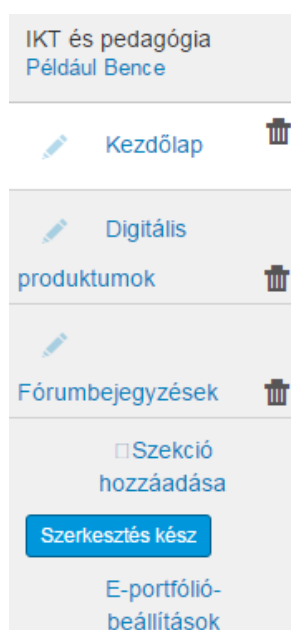 IKT és pedagógia
Például Bence
Kezdőlap
Digitális
produktumok
Fórumbejegyzések
Szekció
hozzáadása
Szerkesztés kész
E-portfólió-
beállítások